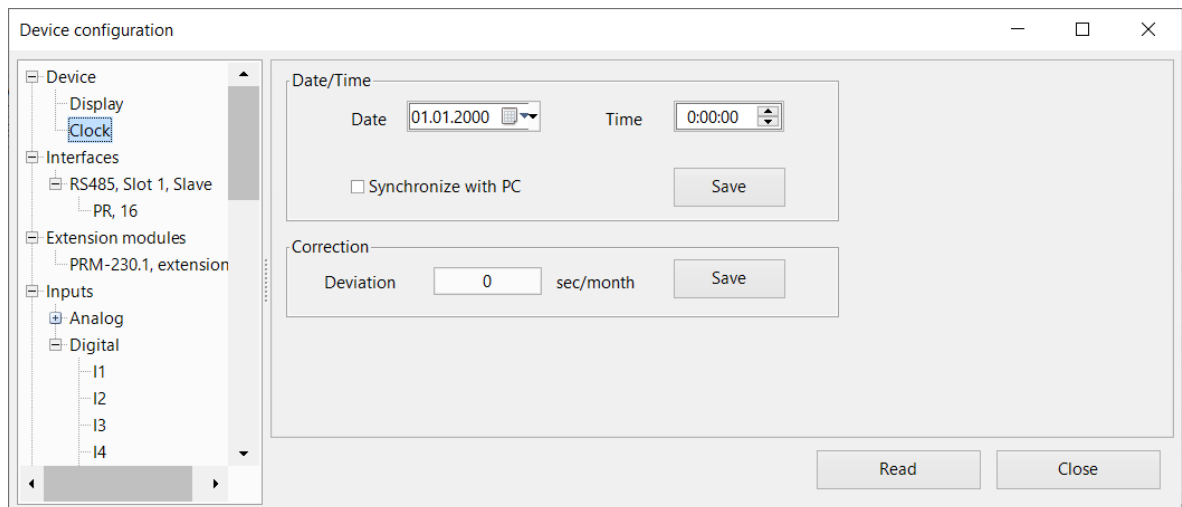 Device configuration
Device
Display
Clock
Interfaces
RS485, Slot 1, Slave
PR, 16
Extension modules
PRM-230.1, extension
Inputs
Analog
Digital
I1
I2
I3
I4
Date/Time
Date 01.01.2000 Time 0:00:00
Synchronize with PC Save
Correction
Deviation 0 sec/month Save
Read Close